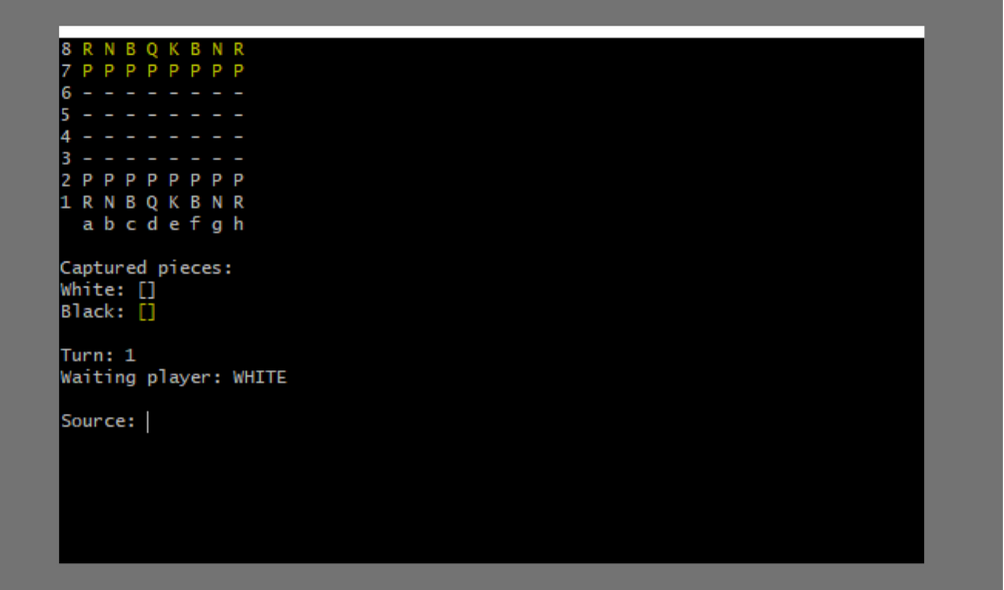 8 R N B Q K B N R
7 P P P P P P P P
6 - - - - - - - -
5 - - - - - - - -
4 - - - - - - - -
3 - - - - - - - -
2 P P P P P P P P
1 R N B Q K B N R
  a b c d e f g h
Captured pieces:
White: []
Black: []
Turn: 1
Waiting player: WHITE
Source: